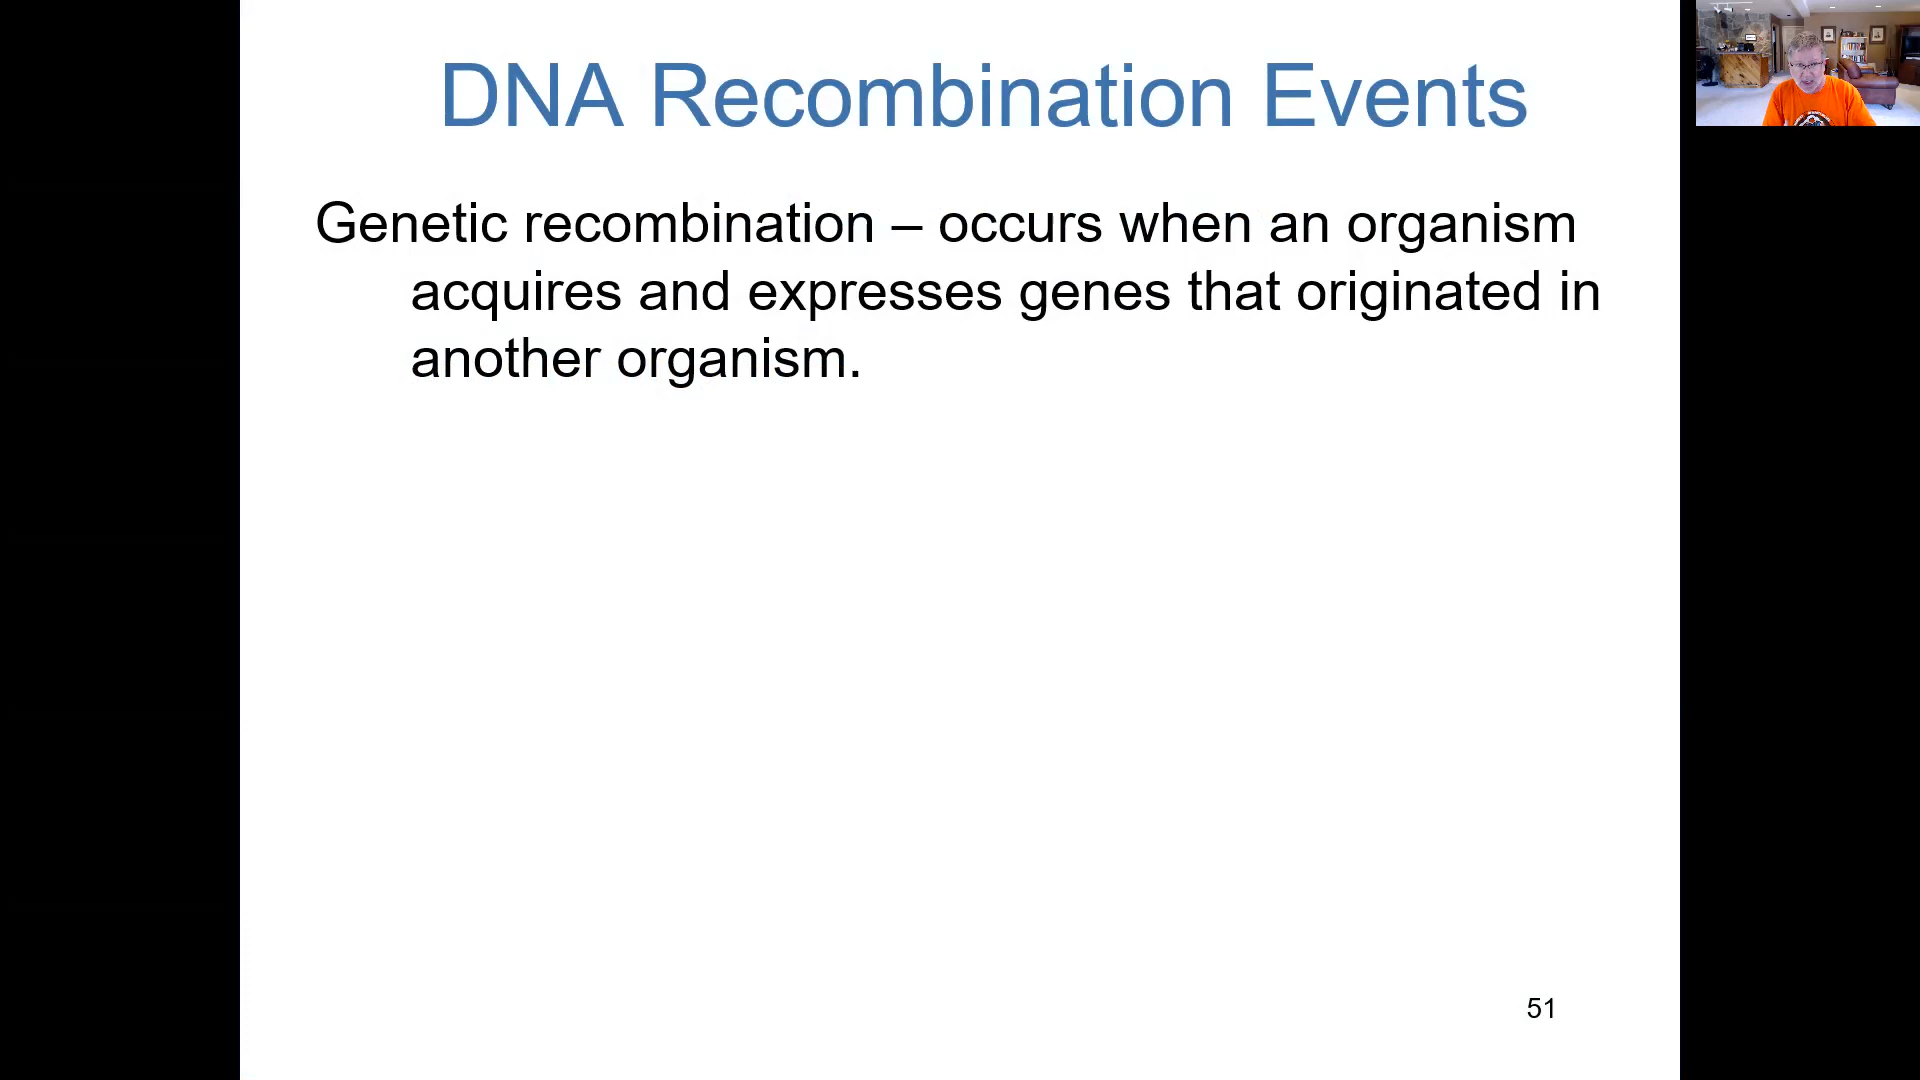 DNA Recombination Events
Genetic recombination – occurs when an organism
acquires and expresses genes that originated in
another organism.
51